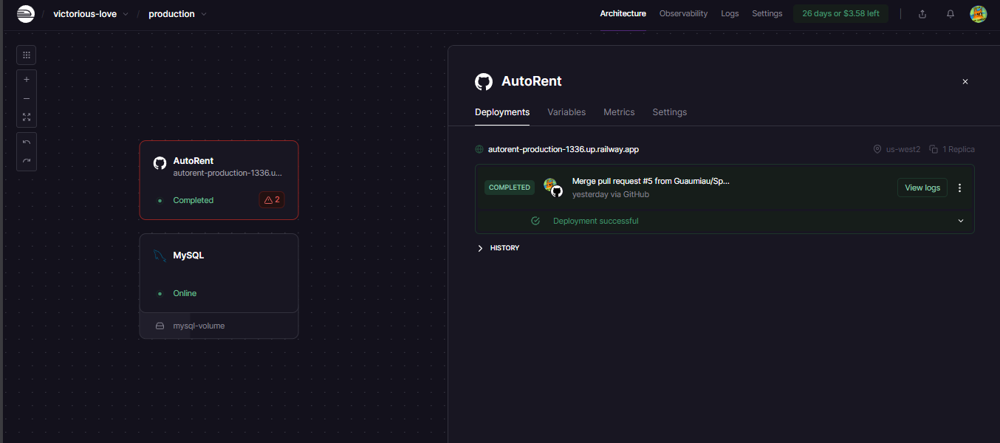 / victorious-love / production
Architecture Observability Logs Settings 26 days or $3.58 left
AutoRent
Deployments Variables Metrics Settings
autorent-production-1336.up.railway.app us-west2 1 Replica
COMPLETED Merge pull request #5 from Guaumiau/Sp... View logs
yesterday via GitHub
Deployment successful
HISTORY
AutoRent
autorent-production-1336.u...
Completed 2
MySQL
Online
mysql-volume